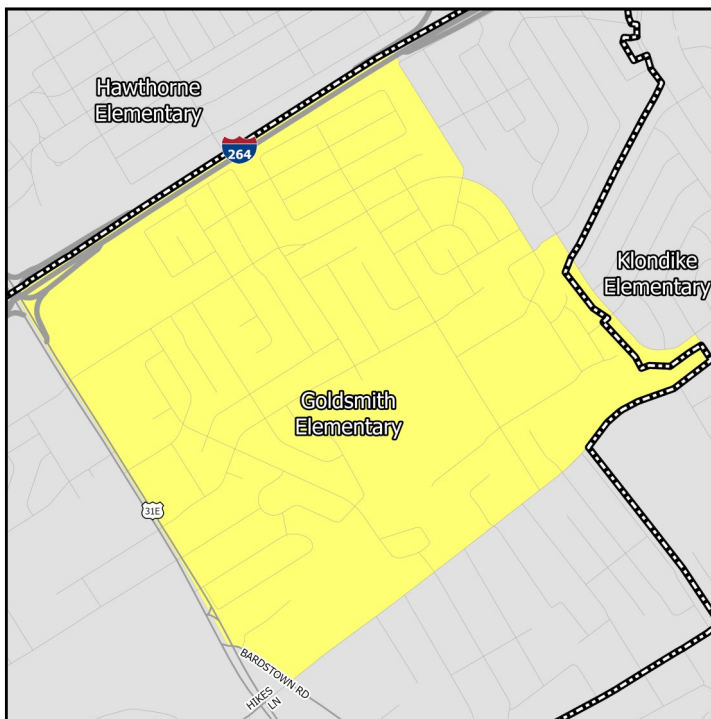 Hawthorne
Elementary
264
Klondike
Elementary
Goldsmith
Elementary
31E
BARDSTOWN RD
HIKES
LN